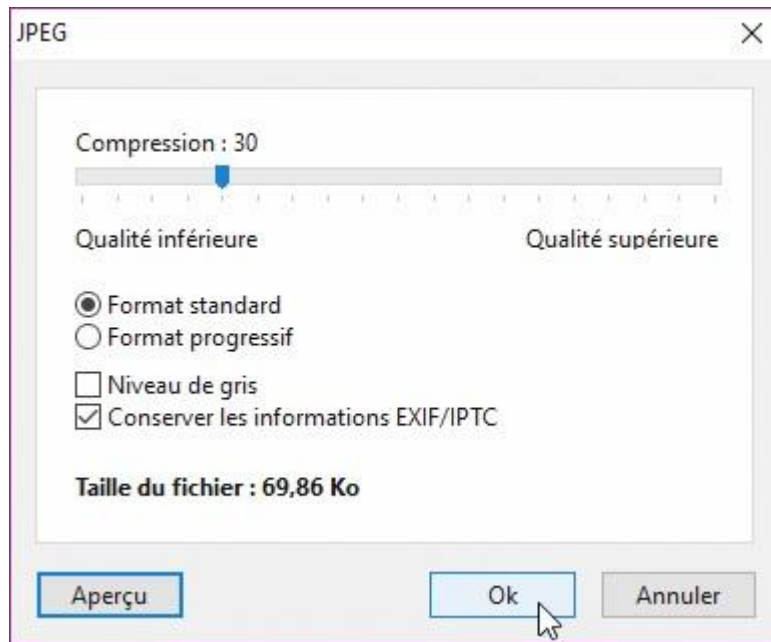 JPEG
Compression : 30
Qualité inférieure Qualité supérieure
Format standard
Format progressif
Niveau de gris
Conserver les informations EXIF/IPTC
Taille du fichier : 69,86 Ko
Aperçu Ok Annuler